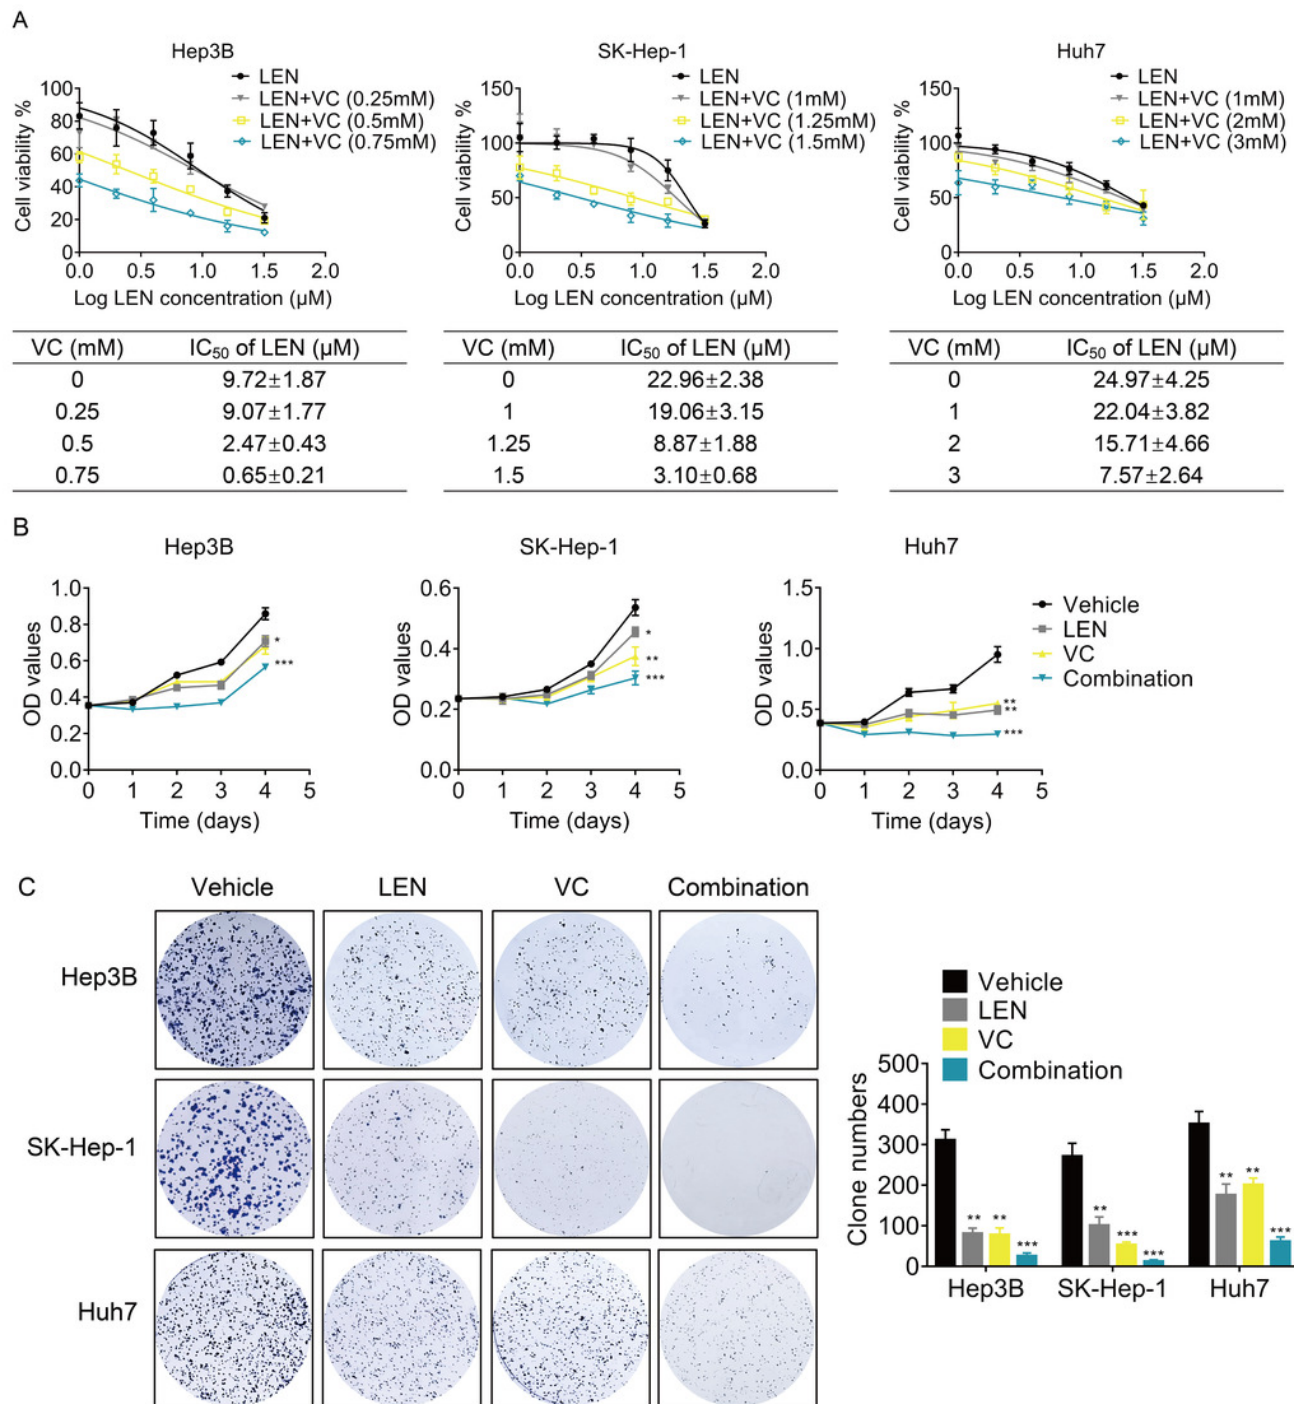 A
Hep3B
LEN
LEN+VC (0.25mM)
LEN+VC (0.5mM)
LEN+VC (0.75mM)
Cell viability %
100
80
60
40
20
0
0.0 0.5 1.0 1.5 2.0
Log LEN concentration (μM)
SK-Hep-1
LEN
LEN+VC (1mM)
LEN+VC (1.25mM)
LEN+VC (1.5mM)
Cell viability %
150
100
50
0
0.0 0.5 1.0 1.5 2.0
Log LEN concentration (μM)
Huh7
LEN
LEN+VC (1mM)
LEN+VC (2mM)
LEN+VC (3mM)
Cell viability %
150
100
50
0
0.0 0.5 1.0 1.5 2.0
Log LEN concentration (μM)
VC (mM) IC50 of LEN (μM)
0 9.72±1.87
0.25 9.07±1.77
0.5 2.47±0.43
0.75 0.65±0.21
VC (mM) IC50 of LEN (μM)
0 22.96±2.38
1 19.06±3.15
1.25 8.87±1.88
1.5 3.10±0.68
VC (mM) IC50 of LEN (μM)
0 24.97±4.25
1 22.04±3.82
2 15.71±4.66
3 7.57±2.64
B
Hep3B
OD values
1.0
0.8
0.6
0.4
0.2
0.0
*
***
0 1 2 3 4 5
Time (days)
SK-Hep-1
OD values
0.6
0.4
0.2
0.0
*
**
***
0 1 2 3 4 5
Time (days)
Huh7
OD values
1.5
1.0
0.5
0.0
**
**
***
0 1 2 3 4 5
Time (days)
Vehicle
LEN
VC
Combination
C
Vehicle LEN VC Combination
Hep3B
SK-Hep-1
Huh7
Vehicle
LEN
VC
Combination
Clone numbers
500
400
300
200
100
0
** ** ***
** *** ***
** ** ***
Hep3B SK-Hep-1 Huh7